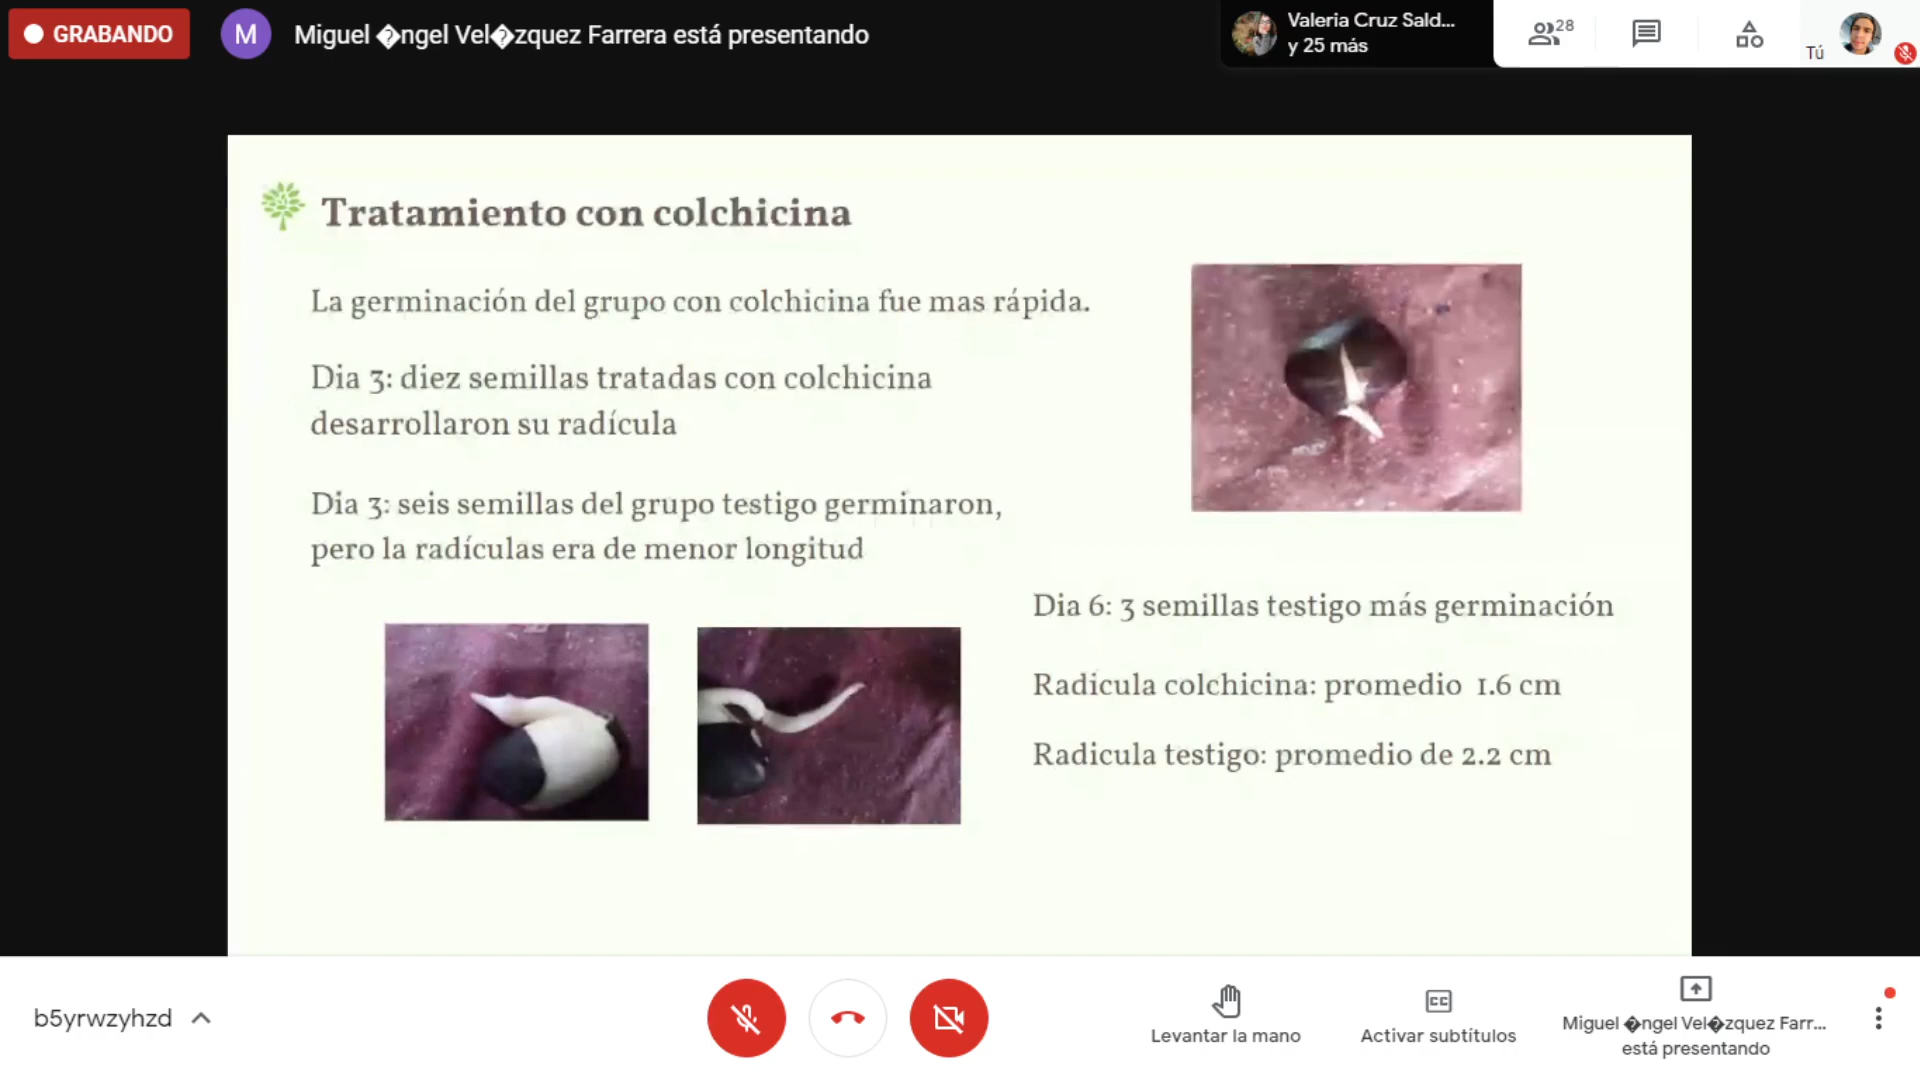 GRABANDO
M
Miguel �ngel Vel�zquez Farrera está presentando
Valeria Cruz Sald...
y 25 más
28
Tú
Tratamiento con colchicina
La germinación del grupo con colchicina fue mas rápida.
Dia 3: diez semillas tratadas con colchicina
desarrollaron su radícula
Dia 3: seis semillas del grupo testigo germinaron,
pero la radículas era de menor longitud
Dia 6: 3 semillas testigo más germinación
Radícula colchicina: promedio 1.6 cm
Radicula testigo: promedio de 2.2 cm
b5yrwzyhzd
Levantar la mano
CC
Activar subtítulos
Miguel �ngel Vel�zquez Farr...
está presentando